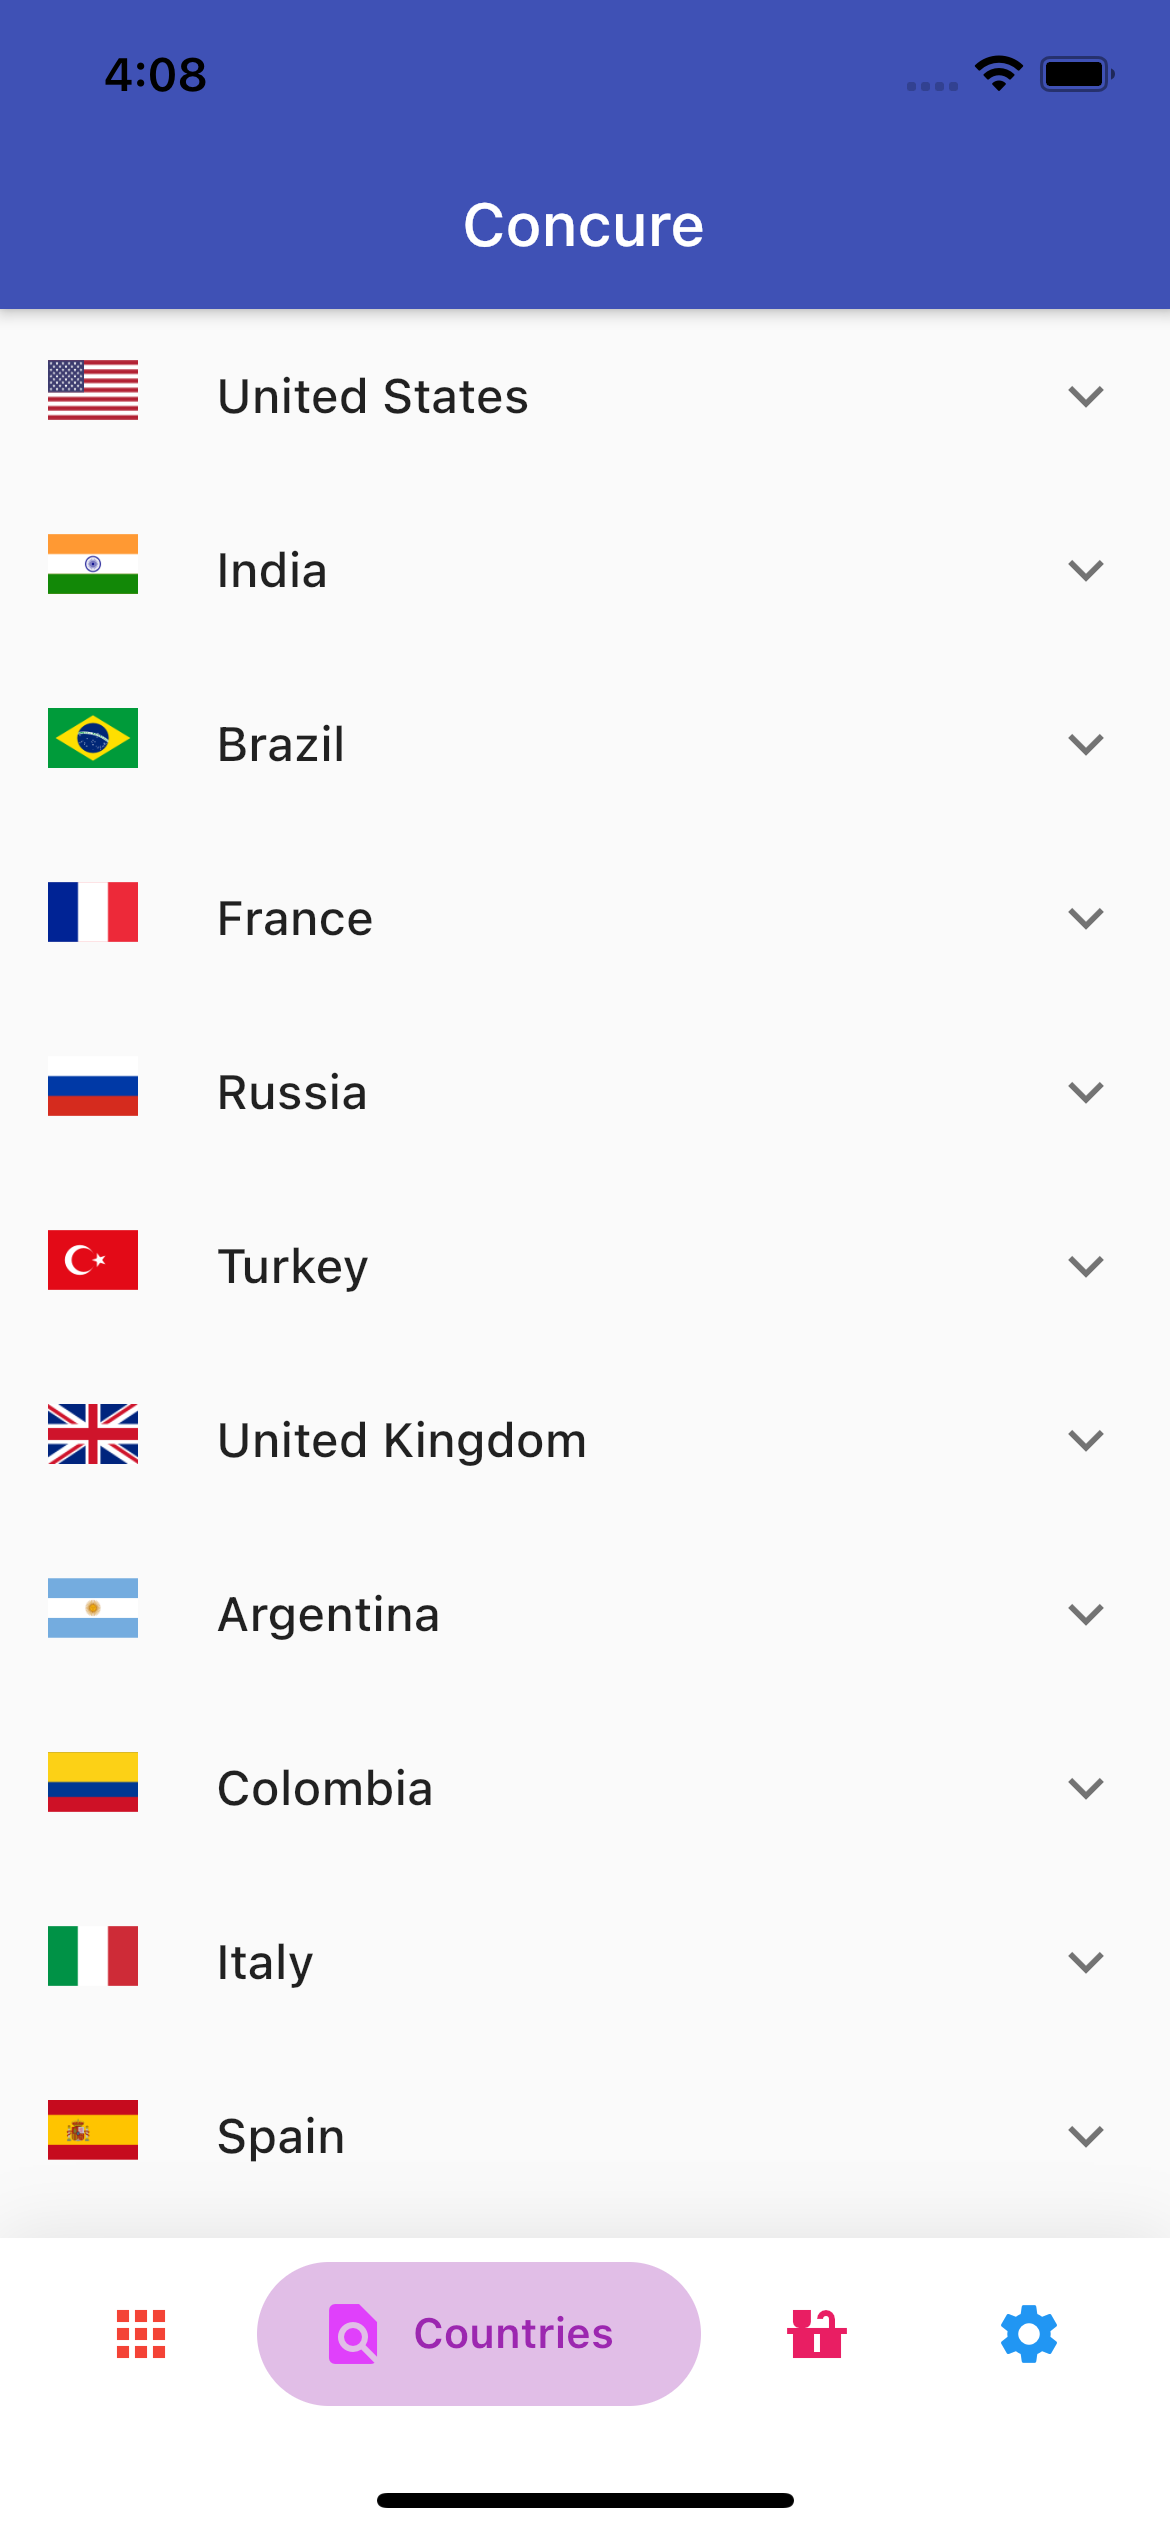 4:08
Concure
United States
India
Brazil
France
Russia
Turkey
United Kingdom
Argentina
Colombia
Italy
Spain
Countries